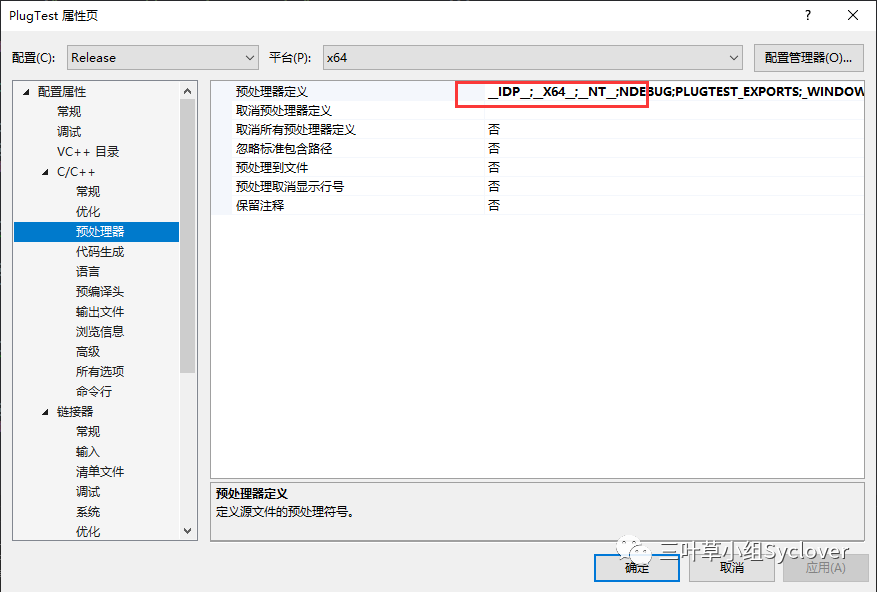 PlugTest 属性页
?
配置(C): Release 平台(P): x64 配置管理器(O)...
配置属性
常规
调试
VC++ 目录
C/C++
常规
优化
预处理器
代码生成
语言
预编译头
输出文件
浏览信息
高级
所有选项
命令行
链接器
常规
输入
清单文件
调试
系统
优化
预处理器定义 __IDP__;__X64__;__NT__;NDEBUG;PLUGTEST_EXPORTS;_WINDOW
取消预处理器定义
取消所有预处理器定义 否
忽略标准包含路径 否
预处理到文件 否
预处理取消显示行号 否
保留注释 否
预处理器定义
定义源文件的预处理符号。
三叶草小组Syclover
确定 取消 应用(A)